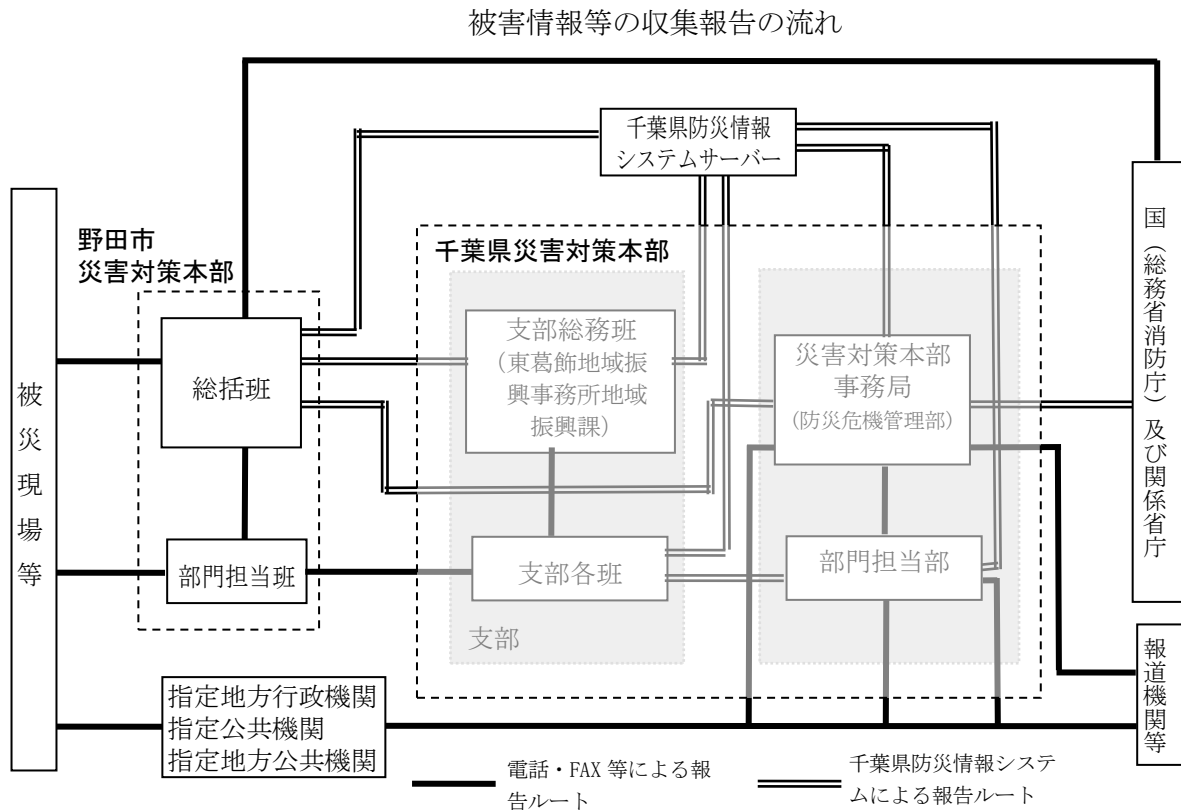 被害情報等の収集報告の流れ
千葉県防災情報
システムサーバー
野田市
災害対策本部
千葉県災害対策本部
被災現場等
総括班
部門担当班
支部総務班
（東葛飾地域振
興事務所地域
振興課）
支部各班
支部
災害対策本部
事務局
(防災危機管理部)
部門担当部
国（総務省消防庁）及び関係省庁
報道機関等
指定地方行政機関
指定公共機関
指定地方公共機関
電話・FAX 等による報
告ルート
千葉県防災情報システ
ムによる報告ルート